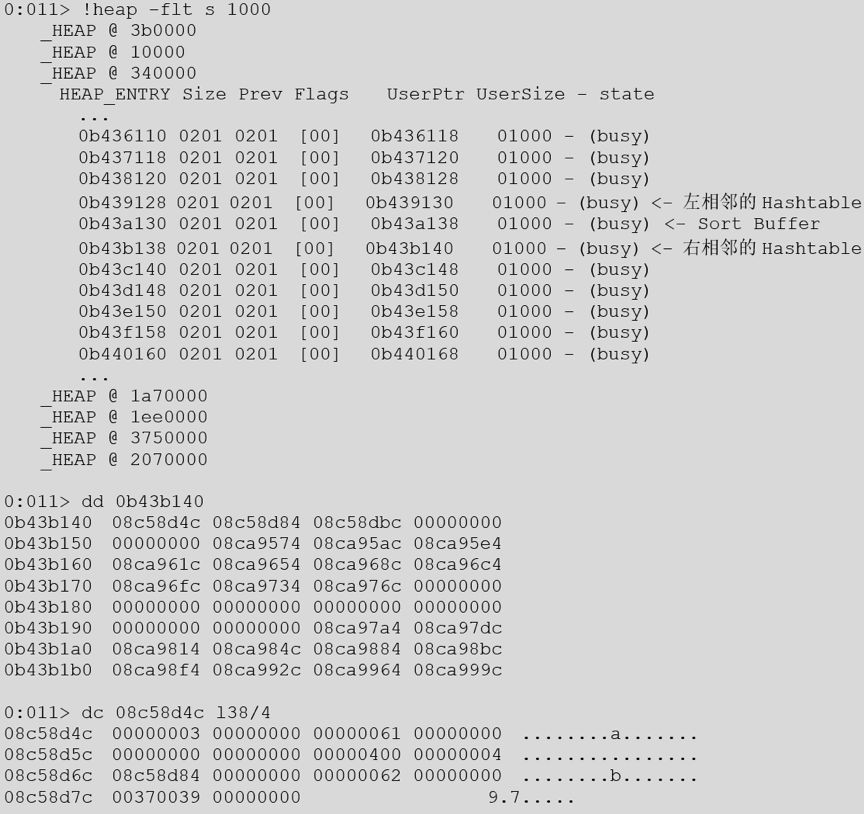 0:011> !heap -flt s 1000
_HEAP @ 3b0000
_HEAP @ 10000
_HEAP @ 340000
HEAP_ENTRY Size Prev Flags UserPtr UserSize - state
...
0b436110 0201 0201 [00] 0b436118 01000 - (busy)
0b437118 0201 0201 [00] 0b437120 01000 - (busy)
0b438120 0201 0201 [00] 0b438128 01000 - (busy)
0b439128 0201 0201 [00] 0b439130 01000 - (busy) <- 左相邻的 Hashtable
0b43a130 0201 0201 [00] 0b43a138 01000 - (busy) <- Sort Buffer
0b43b138 0201 0201 [00] 0b43b140 01000 - (busy) <- 右相邻的 Hashtable
0b43c140 0201 0201 [00] 0b43c148 01000 - (busy)
0b43d148 0201 0201 [00] 0b43d150 01000 - (busy)
0b43e150 0201 0201 [00] 0b43e158 01000 - (busy)
0b43f158 0201 0201 [00] 0b43f160 01000 - (busy)
0b440160 0201 0201 [00] 0b440168 01000 - (busy)
...
_HEAP @ 1a70000
_HEAP @ 1ee0000
_HEAP @ 3750000
_HEAP @ 2070000
0:011> dd 0b43b140
0b43b140 08c58d4c 08c58d84 08c58dbc 00000000
0b43b150 00000000 08ca9574 08ca95ac 08ca95e4
0b43b160 08ca961c 08ca9654 08ca968c 08ca96c4
0b43b170 08ca96fc 08ca9734 08ca976c 00000000
0b43b180 00000000 00000000 00000000 00000000
0b43b190 00000000 00000000 08ca97a4 08ca97dc
0b43b1a0 08ca9814 08ca984c 08ca9884 08ca98bc
0b43b1b0 08ca98f4 08ca992c 08ca9964 08ca999c
0:011> dc 08c58d4c l38/4
08c58d4c 00000003 00000000 00000061 00000000 ........a.......
08c58d5c 00000000 00000000 00000400 00000004 ................
08c58d6c 08c58d84 00000000 00000062 00000000 ........b.......
08c58d7c 00370039 00000000 9.7.....